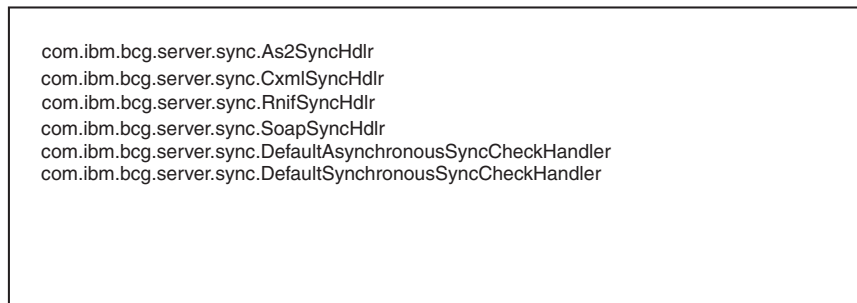 com.ibm.bcg.server.sync.As2SyncHdlr
com.ibm.bcg.server.sync.CxmlSyncHdlr
com.ibm.bcg.server.sync.RnifSyncHdlr
com.ibm.bcg.server.sync.SoapSyncHdlr
com.ibm.bcg.server.sync.DefaultAsynchronousSyncCheckHandler
com.ibm.bcg.server.sync.DefaultSynchronousSyncCheckHandler